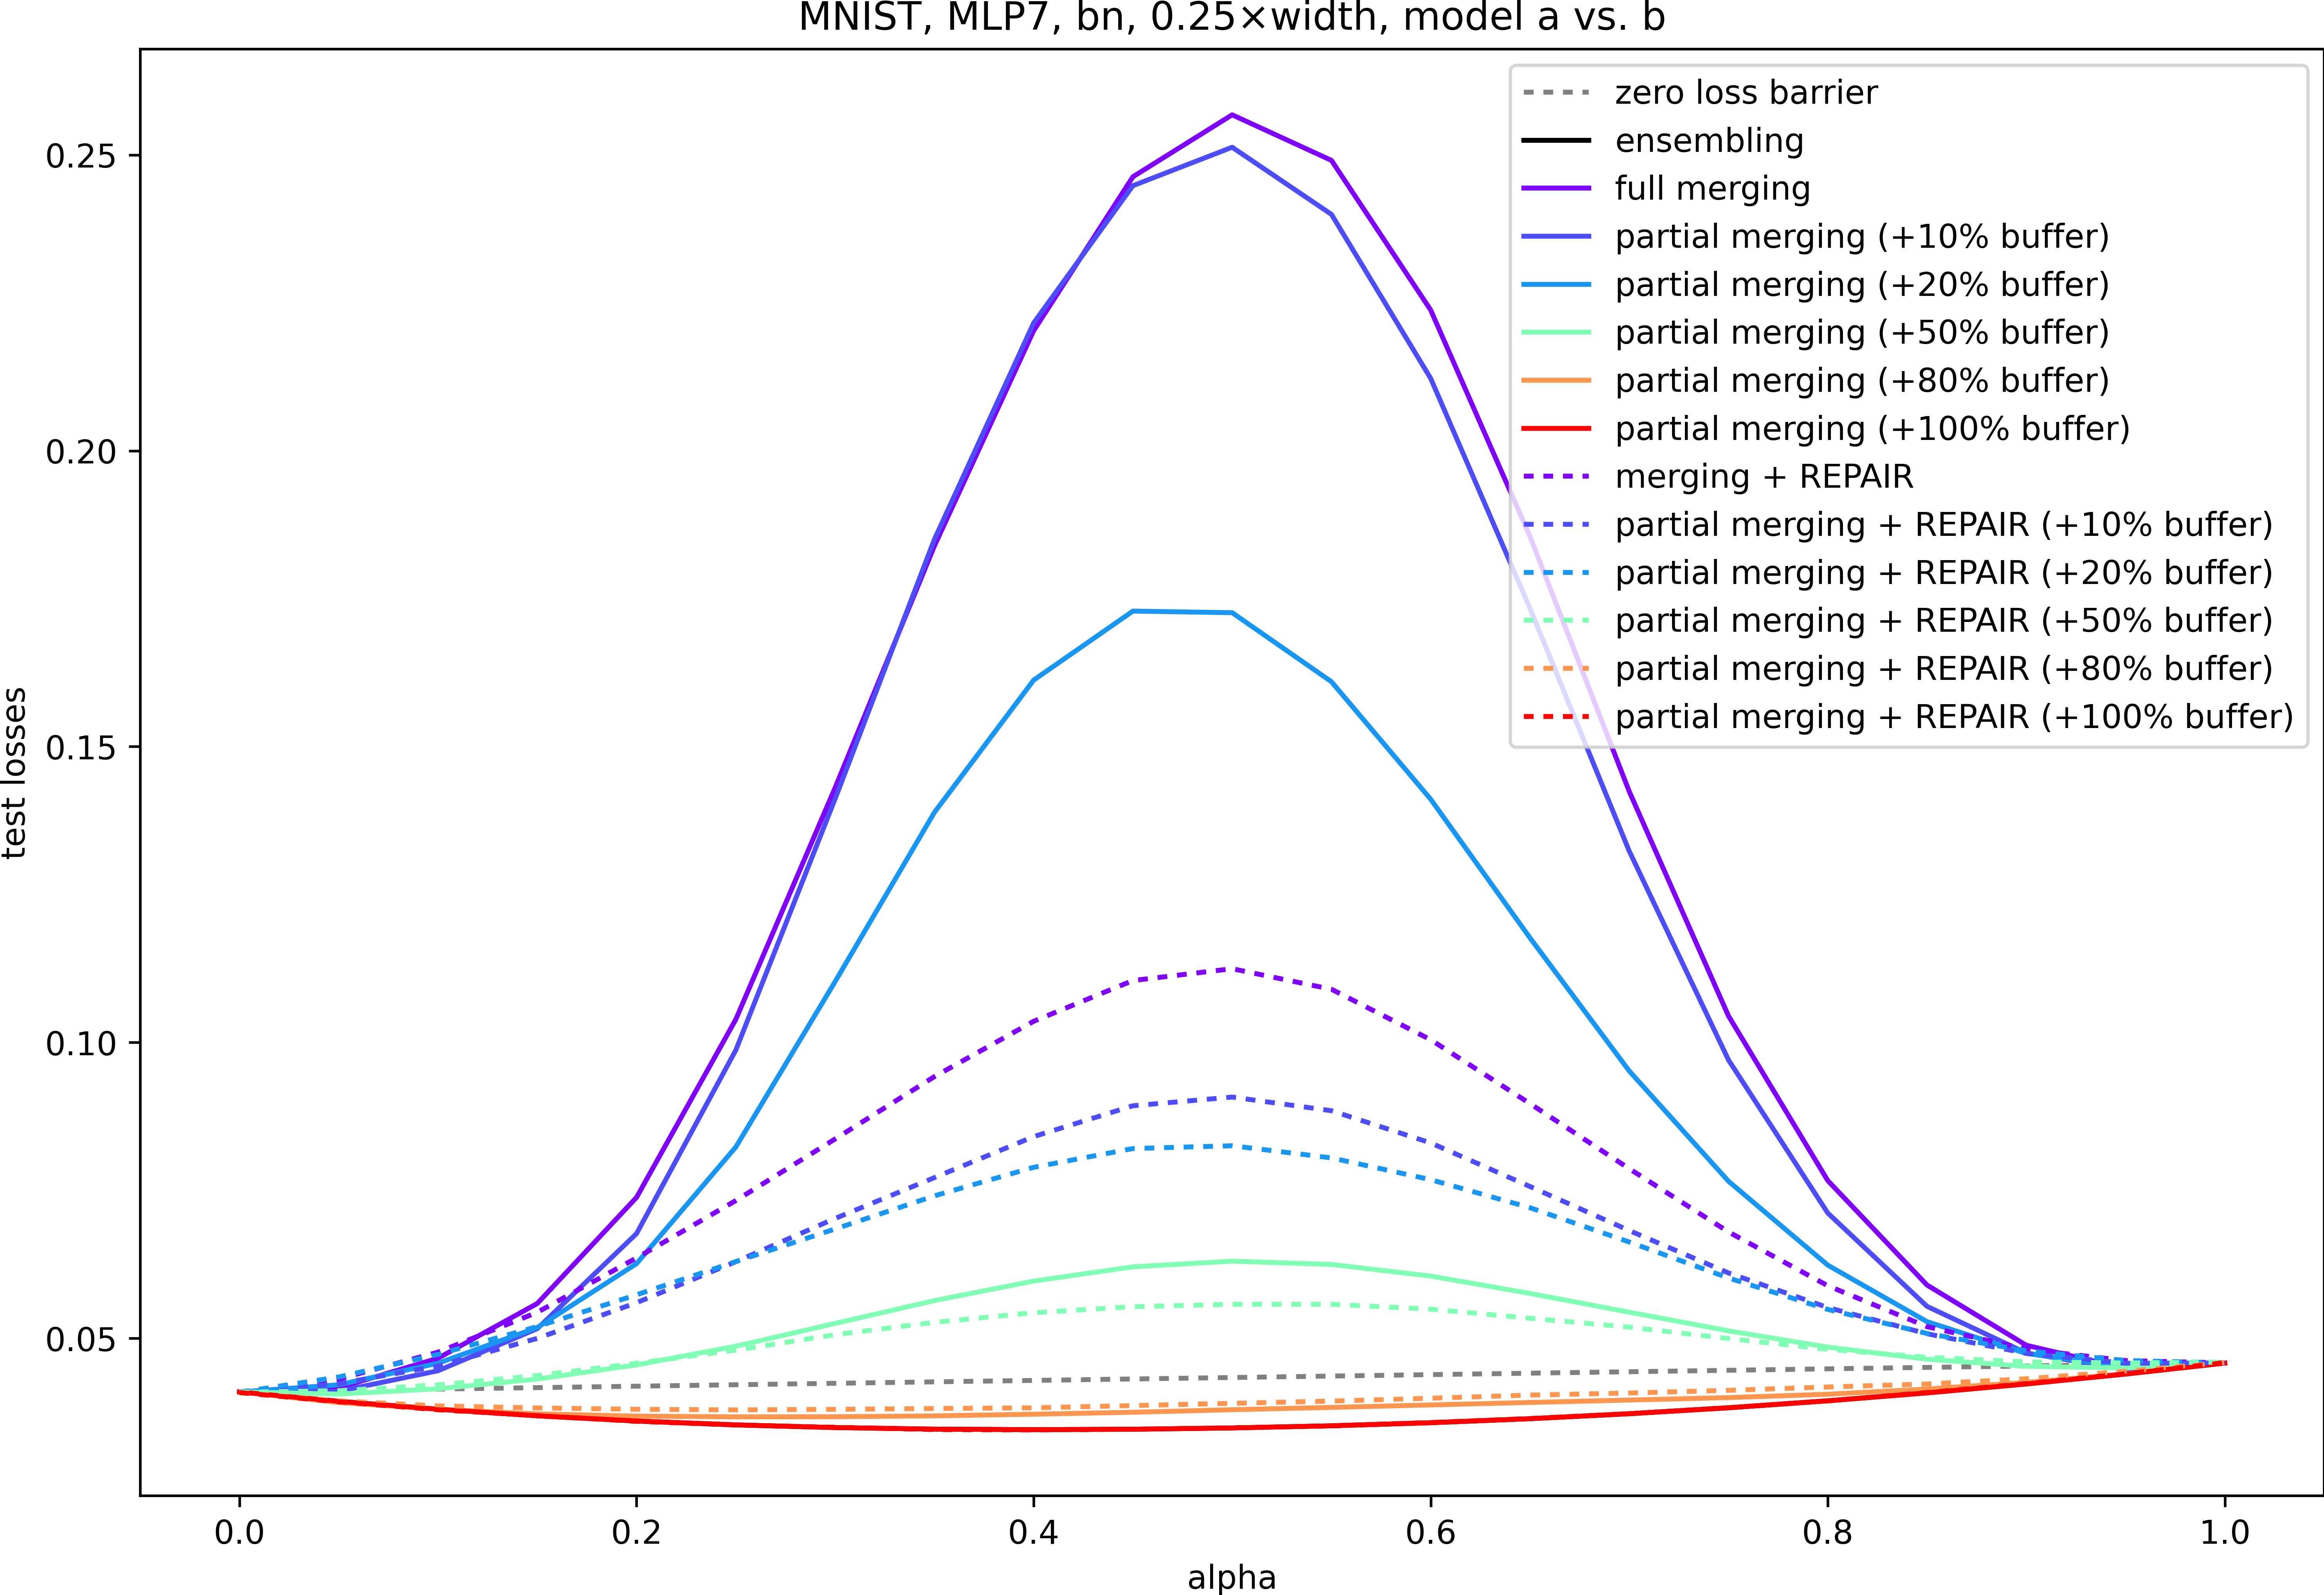 MNIST, MLP7, bn, 0.25×width, model a vs. b
zero loss barrier
ensembling
full merging
partial merging (+10% buffer)
partial merging (+20% buffer)
partial merging (+50% buffer)
partial merging (+80% buffer)
partial merging (+100% buffer)
merging + REPAIR
partial merging + REPAIR (+10% buffer)
partial merging + REPAIR (+20% buffer)
partial merging + REPAIR (+50% buffer)
partial merging + REPAIR (+80% buffer)
partial merging + REPAIR (+100% buffer)
test losses
0.25
0.20
0.15
0.10
0.05
0.0 0.2 0.4 0.6 0.8 1.0
alpha